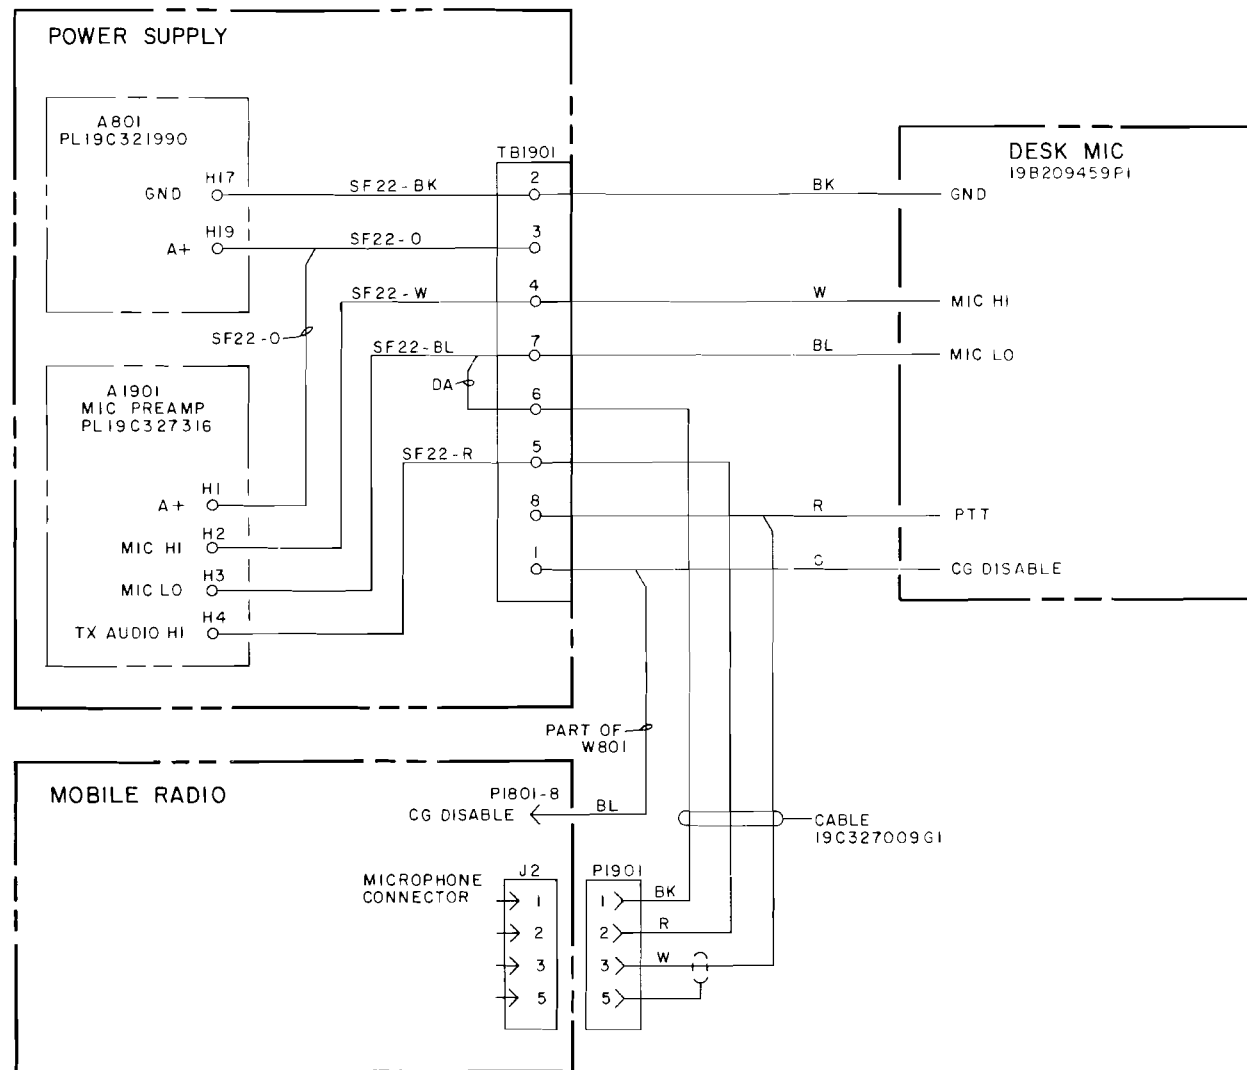 POWER SUPPLY
A801
PL19C321990
H17
GND
SF22-BK
H19
A+
SF22-O
SF22-W
SF22-O
SF22-BL
DA
A1901
MIC PREAMP
PL19C327316
SF22-R
H1
A+
H2
MIC HI
H3
MIC LO
H4
TX AUDIO HI
TB1901
2
3
4
7
6
5
8
1
BK
W
BL
R
G
DESK MIC
19B209459P1
GND
MIC HI
MIC LO
PTT
CG DISABLE
PART OF
W801
MOBILE RADIO
P1801-8
CG DISABLE
BL
CABLE
19C327009G1
MICROPHONE
CONNECTOR
J2
1
2
3
5
P1901
1
2
3
5
BK
R
W